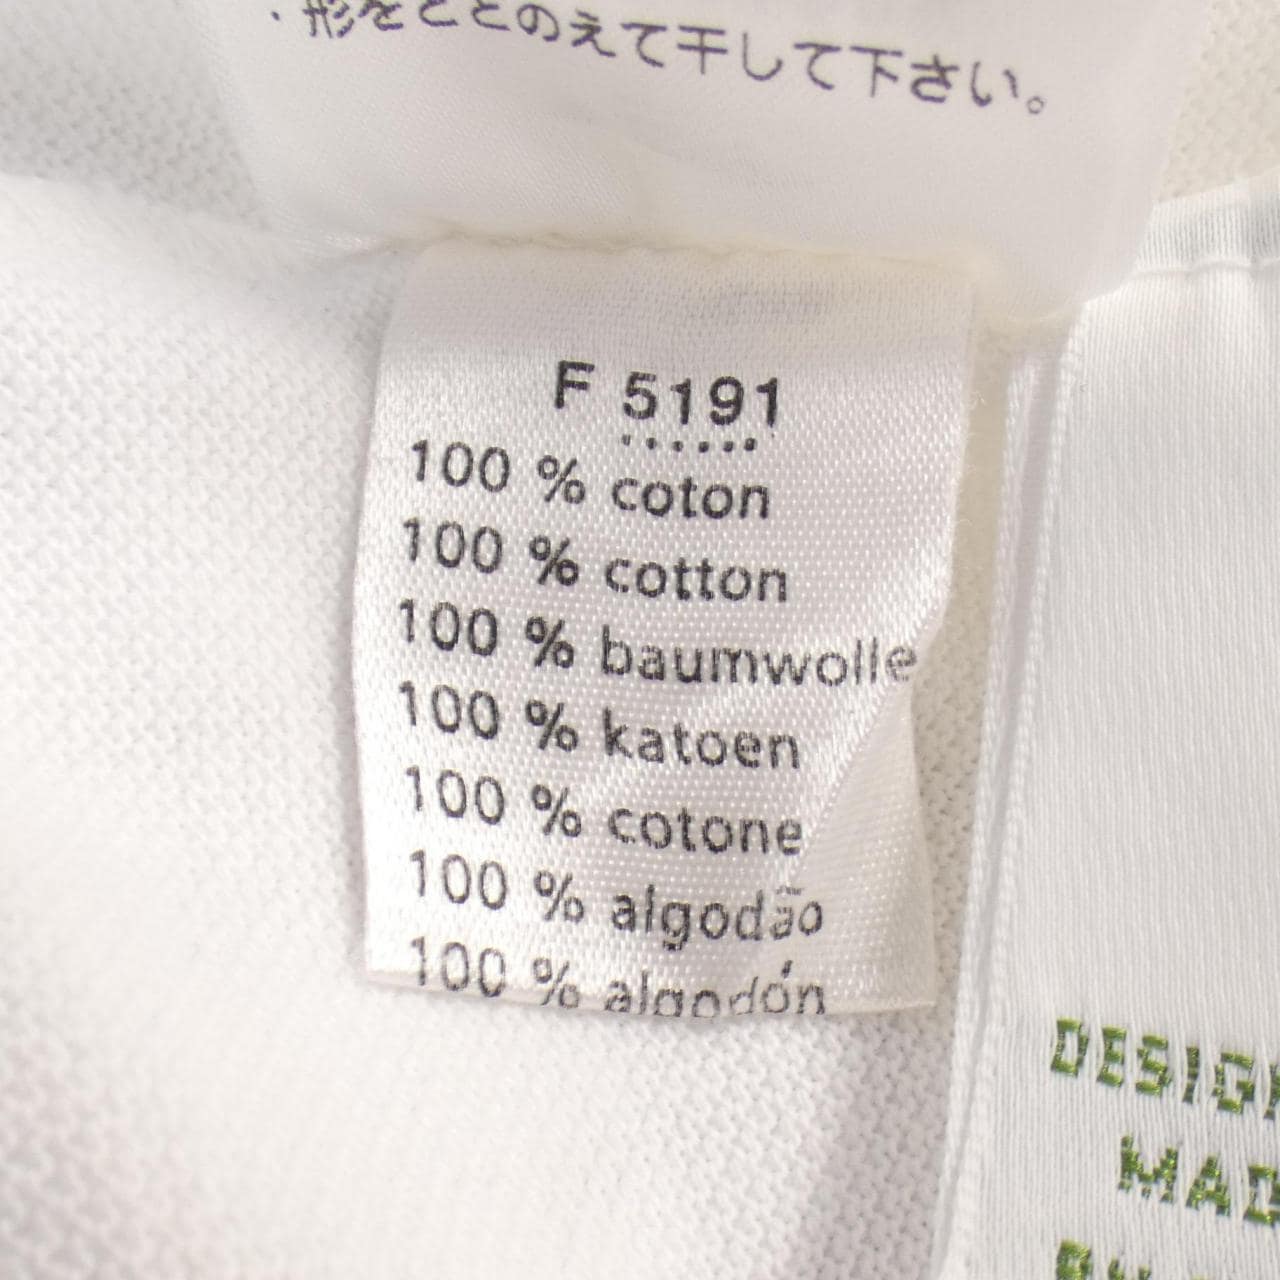 ・形をととのえて干して下さい。
F 5191
100 % coton
100 % cotton
100 % baumwolle
100 % katoen
100 % cotone
100 % algodão
100 % algodón
DESIG
MAD